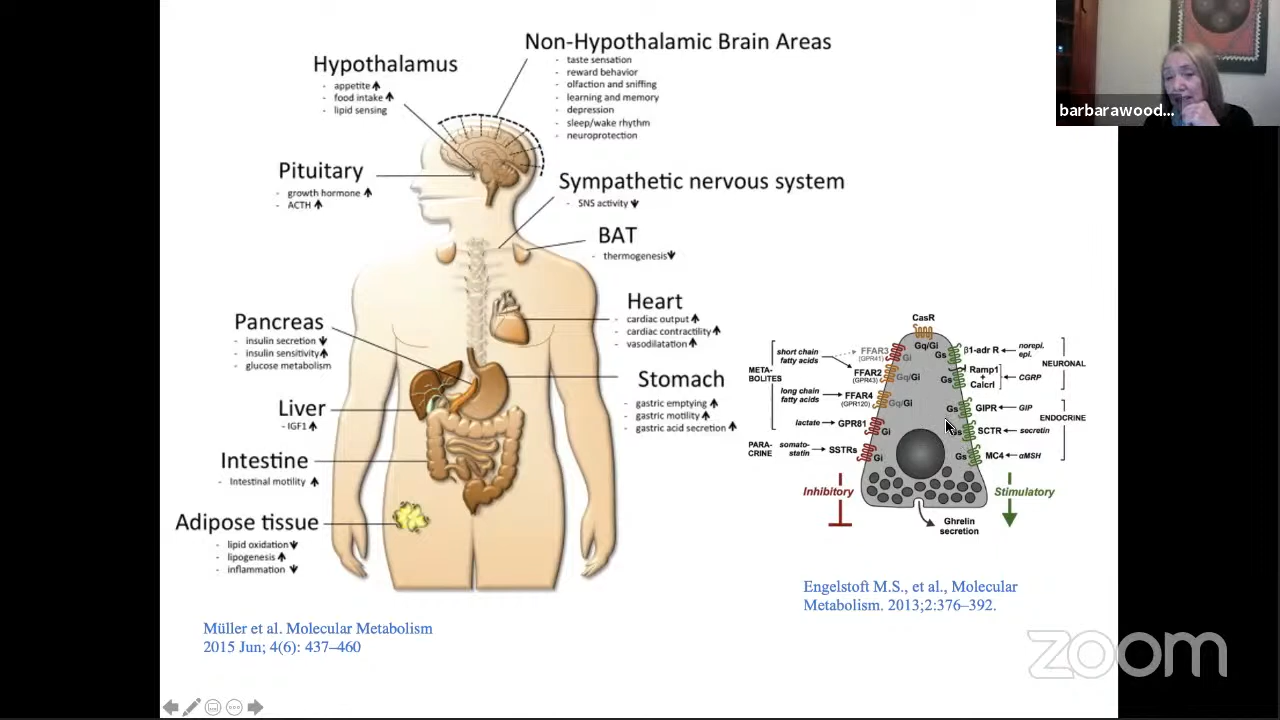 Non-Hypothalamic Brain Areas
- taste sensation
- reward behavior
- olfaction and sniffing
- learning and memory
- depression
- sleep/wake rhythm
- neuroprotection
Hypothalamus
- appetite
- food intake
- lipid sensing
Pituitary
- growth hormone
- ACTH
Sympathetic nervous system
- SNS activity
BAT
- thermogenesis
Heart
- cardiac output
- cardiac contractility
- vasodilatation
Pancreas
- insulin secretion
- insulin sensitivity
- glucose metabolism
Stomach
- gastric emptying
- gastric motility
- gastric acid secretion
Liver
- IGF1
Intestine
- Intestinal motility
Adipose tissue
- lipid oxidation
- lipogenesis
- inflammation
Müller et al. Molecular Metabolism
2015 Jun; 4(6): 437–460
CasR
Gq/Gi
META-
BOLITES
short chain
fatty acids
FFAR3
(GPR41)
Gi
FFAR2
(GPR43)
Gq/Gi
long chain
fatty acids
FFAR4
(GPR120)
Gq/Gi
lactate
GPR81
Gi
PARA-
CRINE
somato-
statin
SSTRs
Gi
Gs
β1-adr R
norepi.
epi.
NEURONAL
Gs
Ramp1
+
Calcrl
CGRP
Gs
GIPR
GIP
ENDOCRINE
Gs
SCTR
secretin
Gs
MC4
αMSH
Inhibitory
Stimulatory
Ghrelin
secretion
Engelstoft M.S., et al., Molecular
Metabolism. 2013;2:376–392.
barbarawood...
zoom